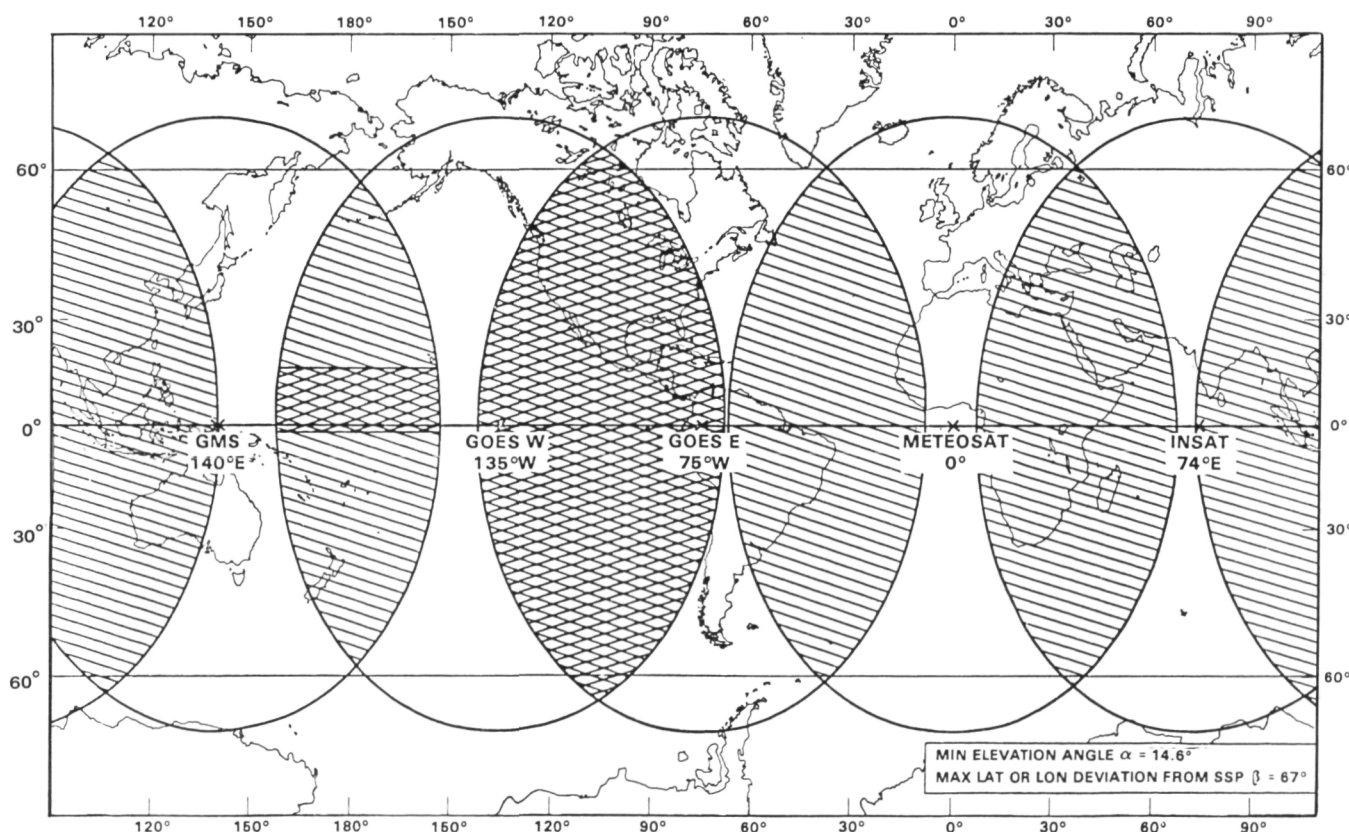 120° 150° 180° 150° 120° 90° 60° 30° 0° 30° 60° 90°
60° 60°
30° 30°
0° 0°
GMS GOES W GOES E METEOSAT INSAT
140°E 135°W 75°W 0° 74°E
30° 30°
60° 60°
MIN ELEVATION ANGLE α = 14.6°
MAX LAT OR LON DEVIATION FROM SSP β = 67°
120° 150° 180° 150° 120° 90° 60° 30° 0° 30° 60° 90°